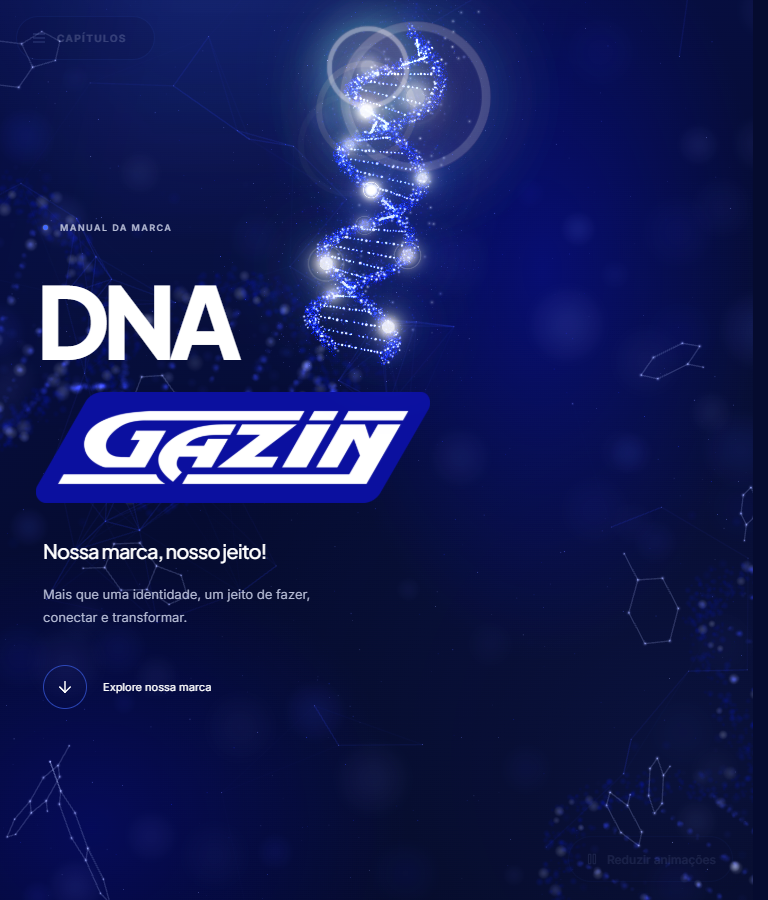 CAPÍTULOS
MANUAL DA MARCA
DNA
GAZIN
Nossa marca, nosso jeito!
Mais que uma identidade, um jeito de fazer,
conectar e transformar.
Explore nossa marca
Reduzir animações